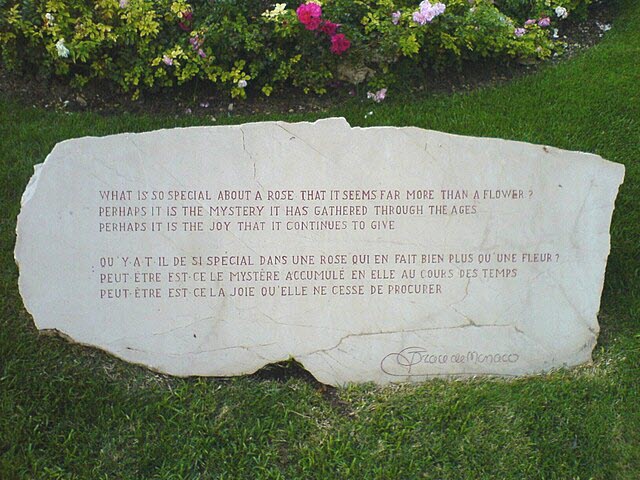 WHAT IS SO SPECIAL ABOUT A ROSE THAT IT SEEMS FAR MORE THAN A FLOWER ?
PERHAPS IT IS THE MYSTERY IT HAS GATHERED THROUGH THE AGES
PERHAPS IT IS THE JOY THAT IT CONTINUES TO GIVE
QU'Y-A-T-IL DE SI SPÉCIAL DANS UNE ROSE QUI EN FAIT BIEN PLUS QU'UNE FLEUR ?
PEUT-ÊTRE EST-CE LE MYSTÈRE ACCUMULÉ EN ELLE AU COURS DES TEMPS
PEUT-ÊTRE EST-CE LA JOIE QU'ELLE NE CESSE DE PROCURER
Grace de Monaco